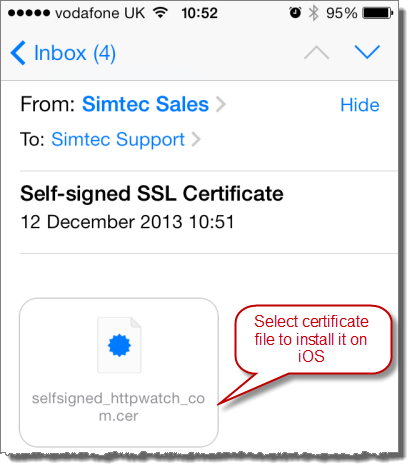 vodafone UK 10:52 95%
Inbox (4)
From: Simtec Sales Hide
To: Simtec Support
Self-signed SSL Certificate
12 December 2013 10:51
Select certificate
file to install it on
iOS
selfsigned_httpwatch_co
m.cer